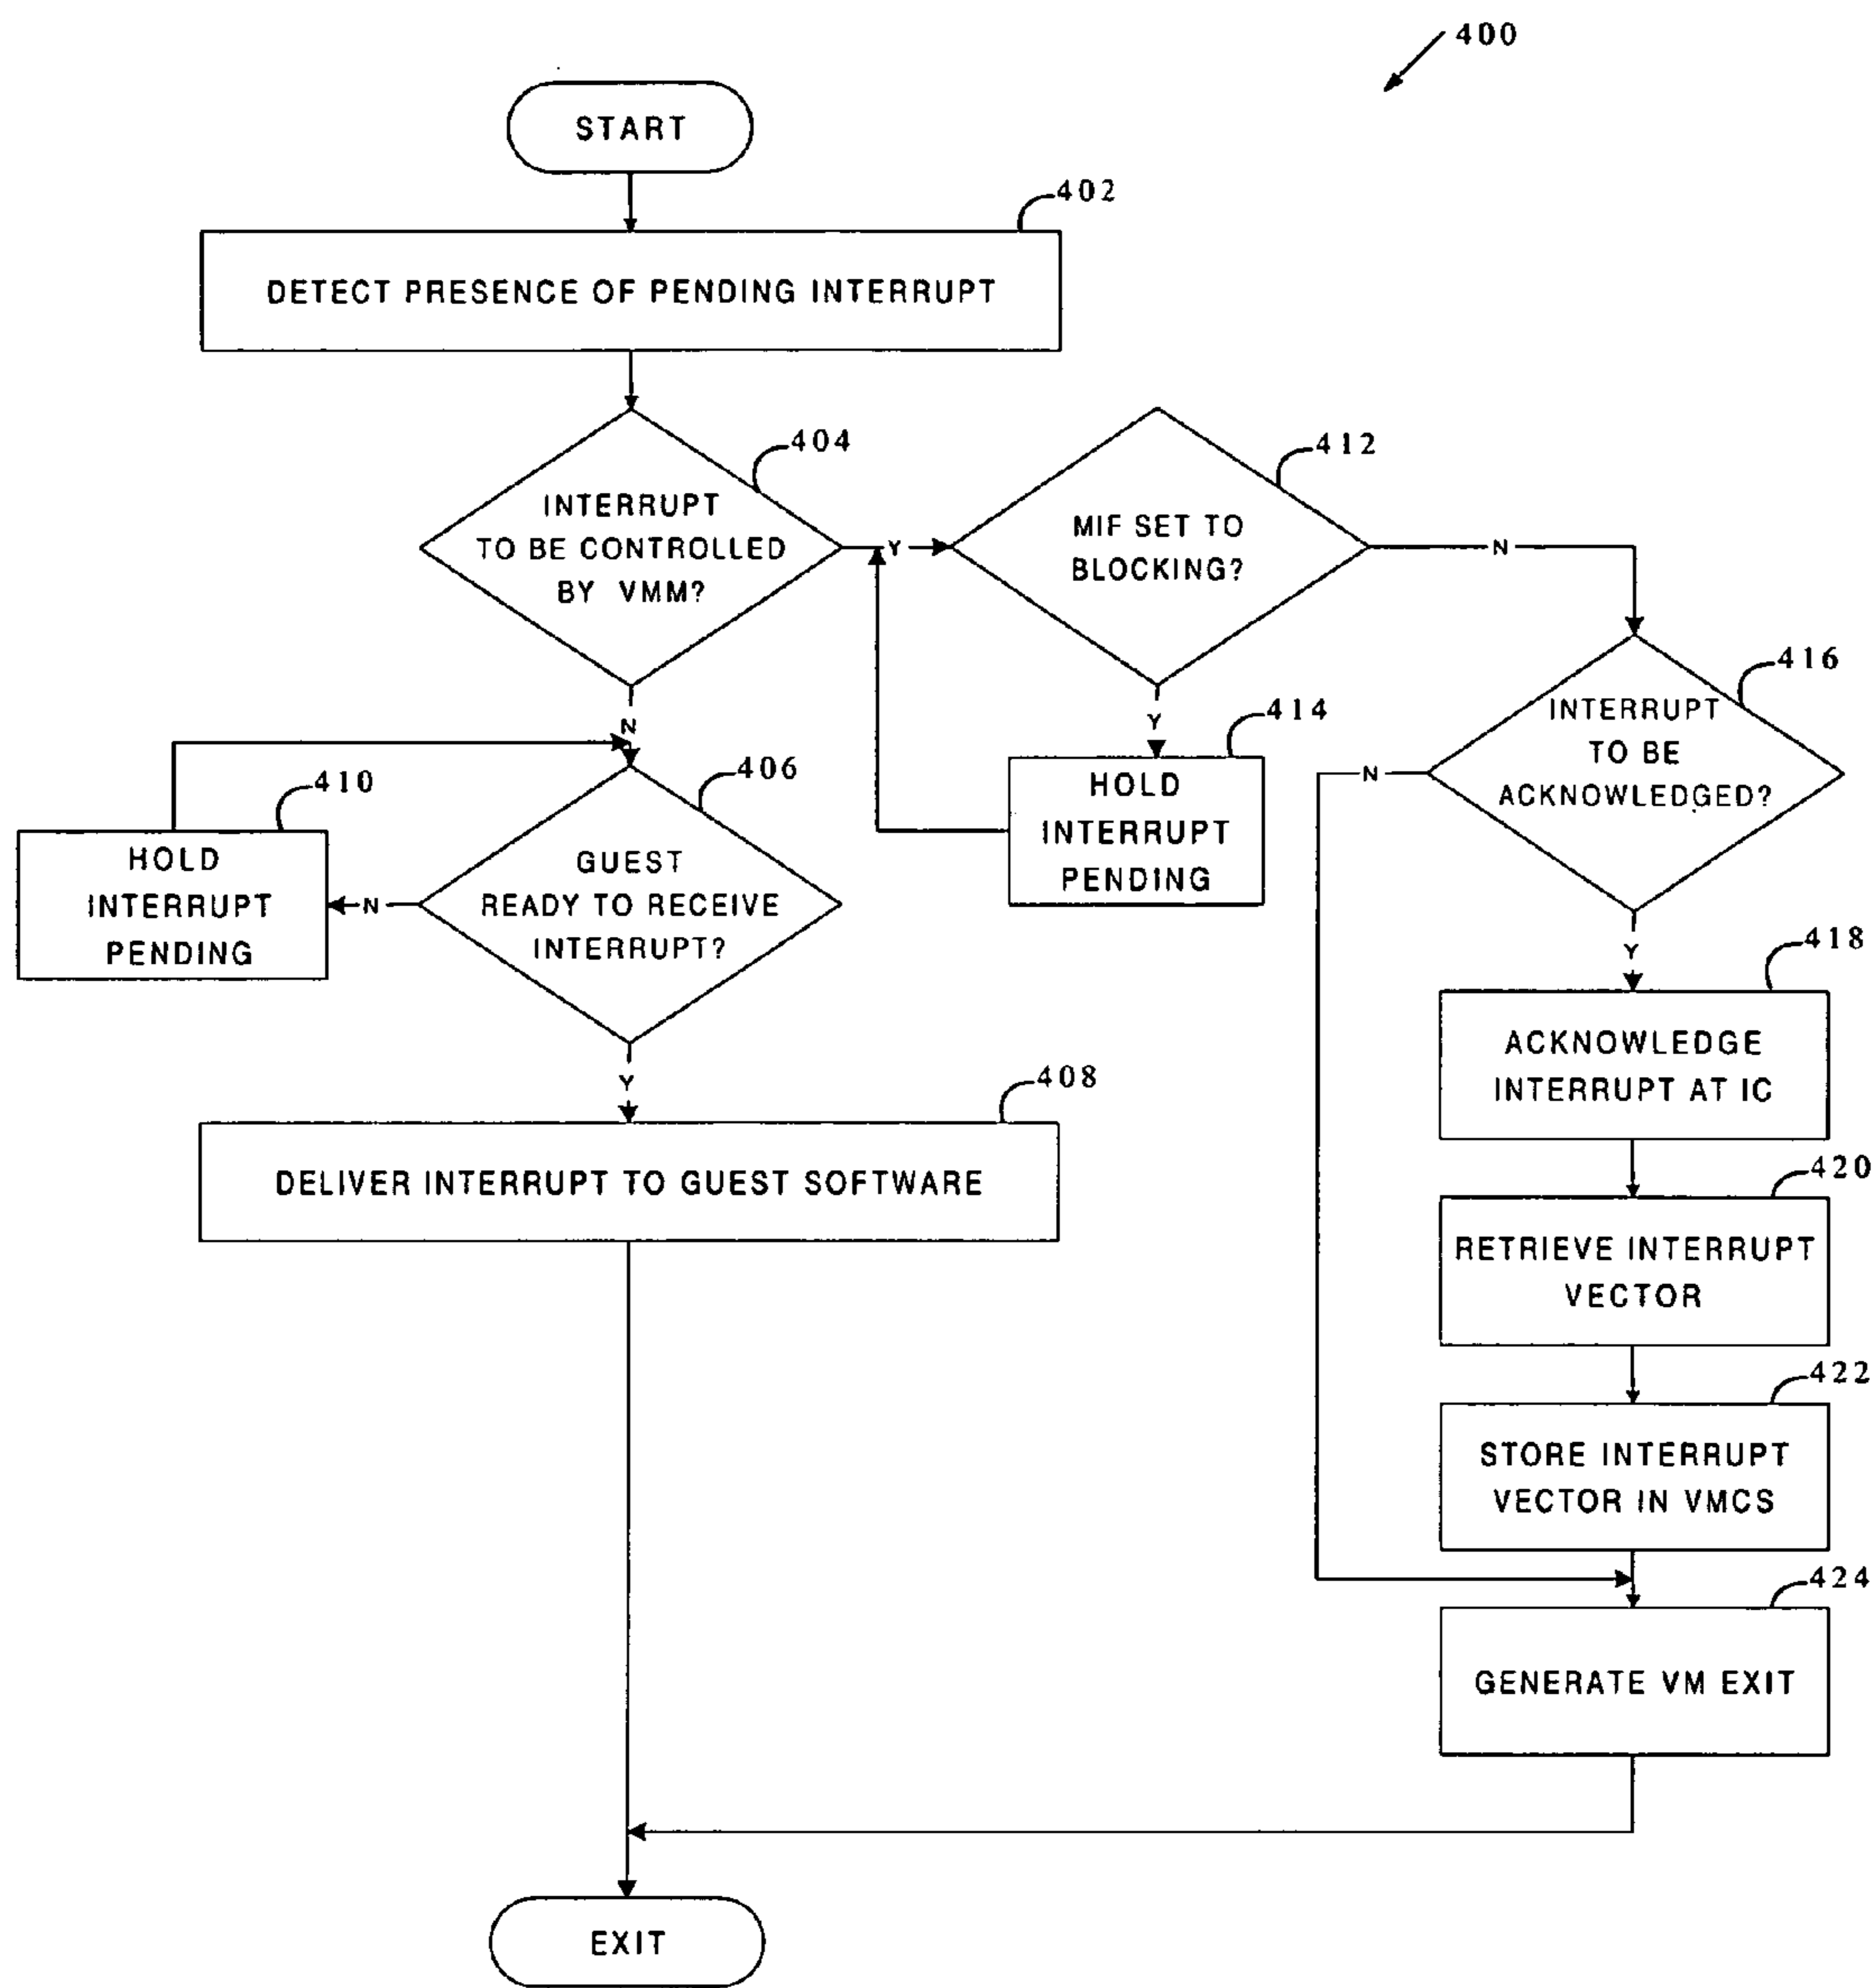 400
START
402
DETECT PRESENCE OF PENDING INTERRUPT
404
INTERRUPT
TO BE CONTROLLED
BY VMM?
Y
412
MIF SET TO
BLOCKING?
N
416
INTERRUPT
TO BE
ACKNOWLEDGED?
N
Y
414
HOLD
INTERRUPT
PENDING
N
406
GUEST
READY TO RECEIVE
INTERRUPT?
410
HOLD
INTERRUPT
PENDING
N
Y
408
DELIVER INTERRUPT TO GUEST SOFTWARE
Y
418
ACKNOWLEDGE
INTERRUPT AT IC
420
RETRIEVE INTERRUPT
VECTOR
422
STORE INTERRUPT
VECTOR IN VMCS
424
GENERATE VM EXIT
EXIT